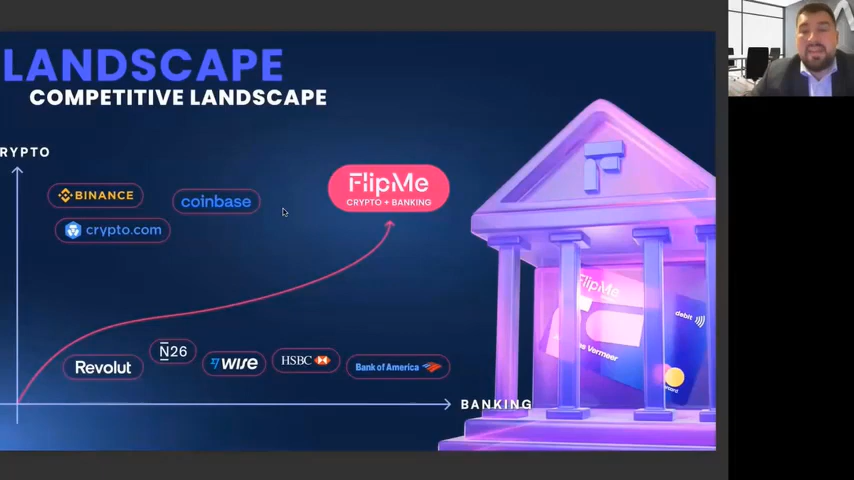 LANDSCAPE
COMPETITIVE LANDSCAPE
RYPTO
BINANCE
coinbase
crypto.com
FlipMe
CRYPTO + BANKING
Revolut
N26
WISE
HSBC
Bank of America
BANKING
FlipMe
debit
e Vermeer